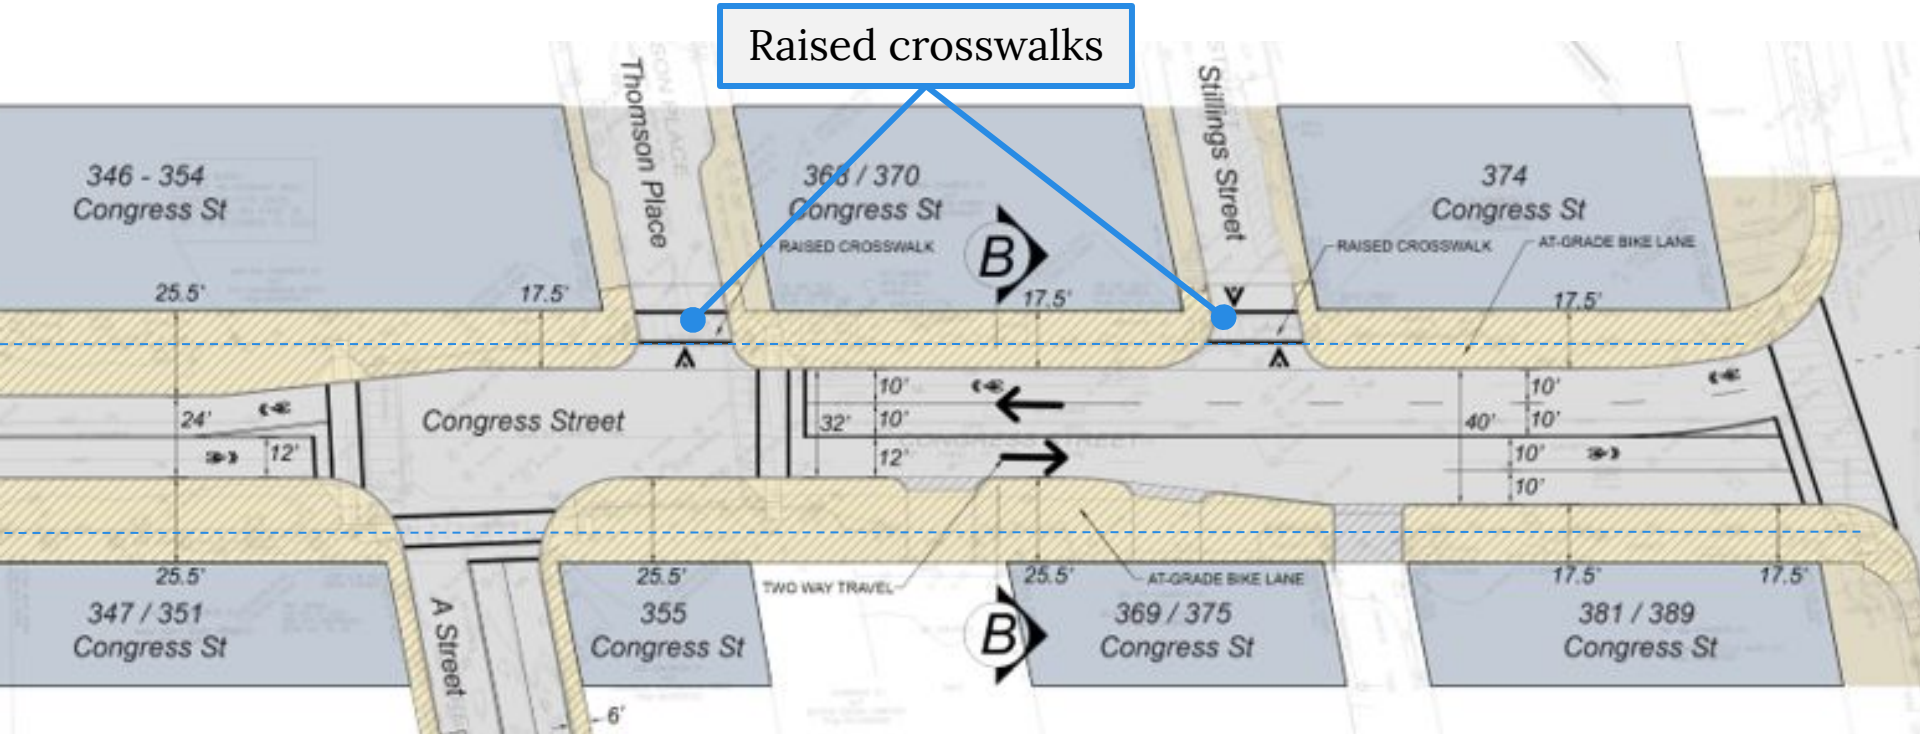 Raised crosswalks
Thomson Place
Stillings Street
346 - 354
Congress St
368 / 370
Congress St
374
Congress St
RAISED CROSSWALK
B
RAISED CROSSWALK
AT-GRADE BIKE LANE
25.5'
17.5'
17.5'
17.5'
Congress Street
24'
12'
32'
10'
10'
12'
40'
10'
10'
10'
10'
CONGRESS STREET
25.5'
25.5'
25.5'
17.5'
17.5'
TWO WAY TRAVEL
AT-GRADE BIKE LANE
347 / 351
Congress St
A Street
355
Congress St
B
369 / 375
Congress St
381 / 389
Congress St
6'